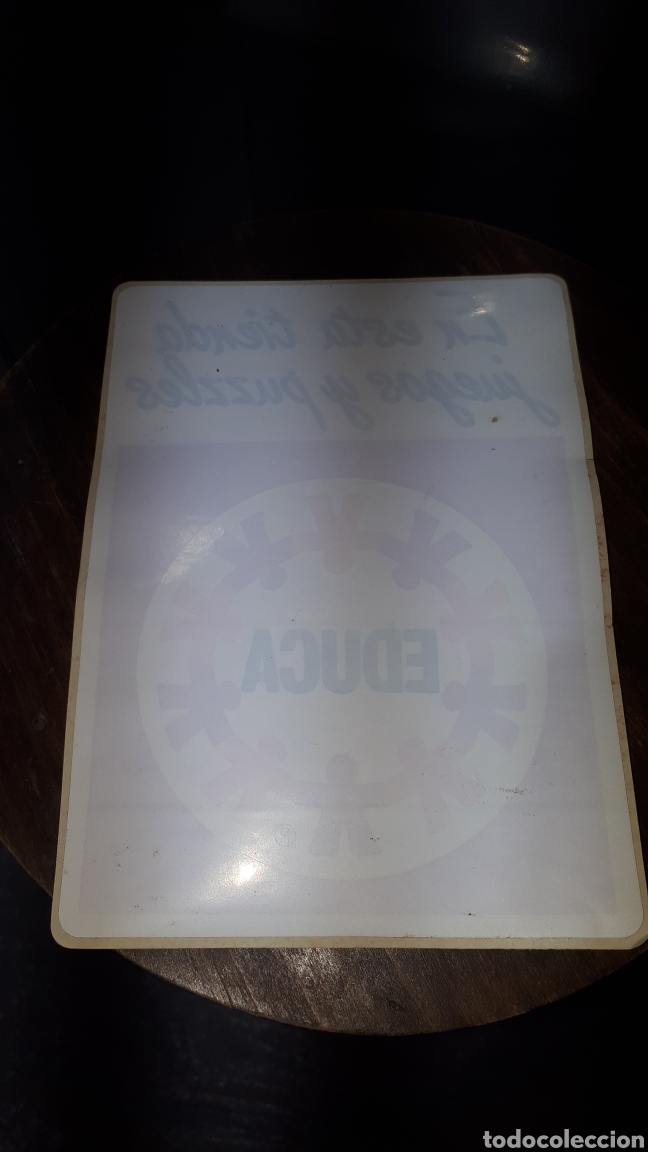 En esta tienda
juegos y puzzles
EDUCA
®
todocoleccion